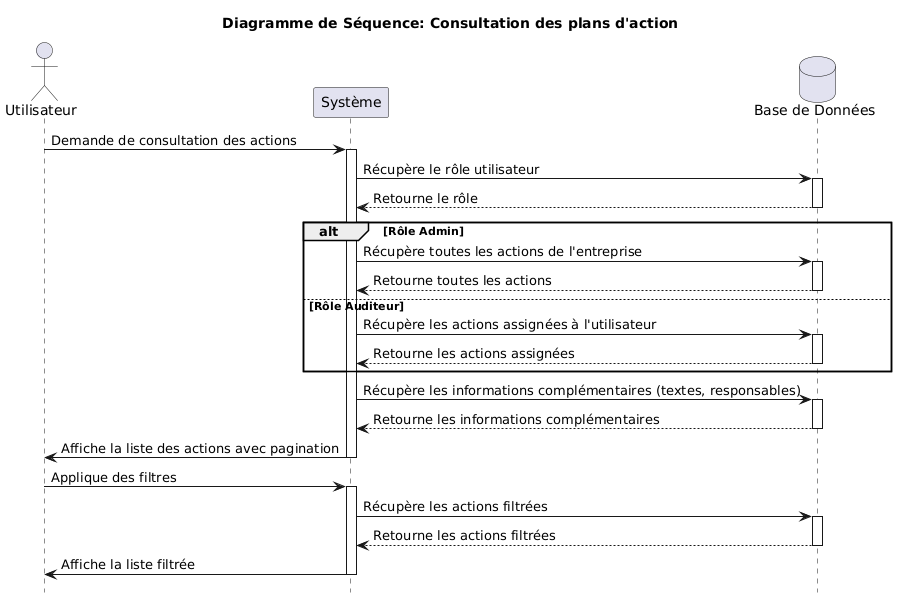 Diagramme de Séquence: Consultation des plans d'action
Utilisateur
Système
Base de Données
Demande de consultation des actions
Récupère le rôle utilisateur
Retourne le rôle
alt [Rôle Admin]
Récupère toutes les actions de l'entreprise
Retourne toutes les actions
[Rôle Auditeur]
Récupère les actions assignées à l'utilisateur
Retourne les actions assignées
Récupère les informations complémentaires (textes, responsables)
Retourne les informations complémentaires
Affiche la liste des actions avec pagination
Applique des filtres
Récupère les actions filtrées
Retourne les actions filtrées
Affiche la liste filtrée